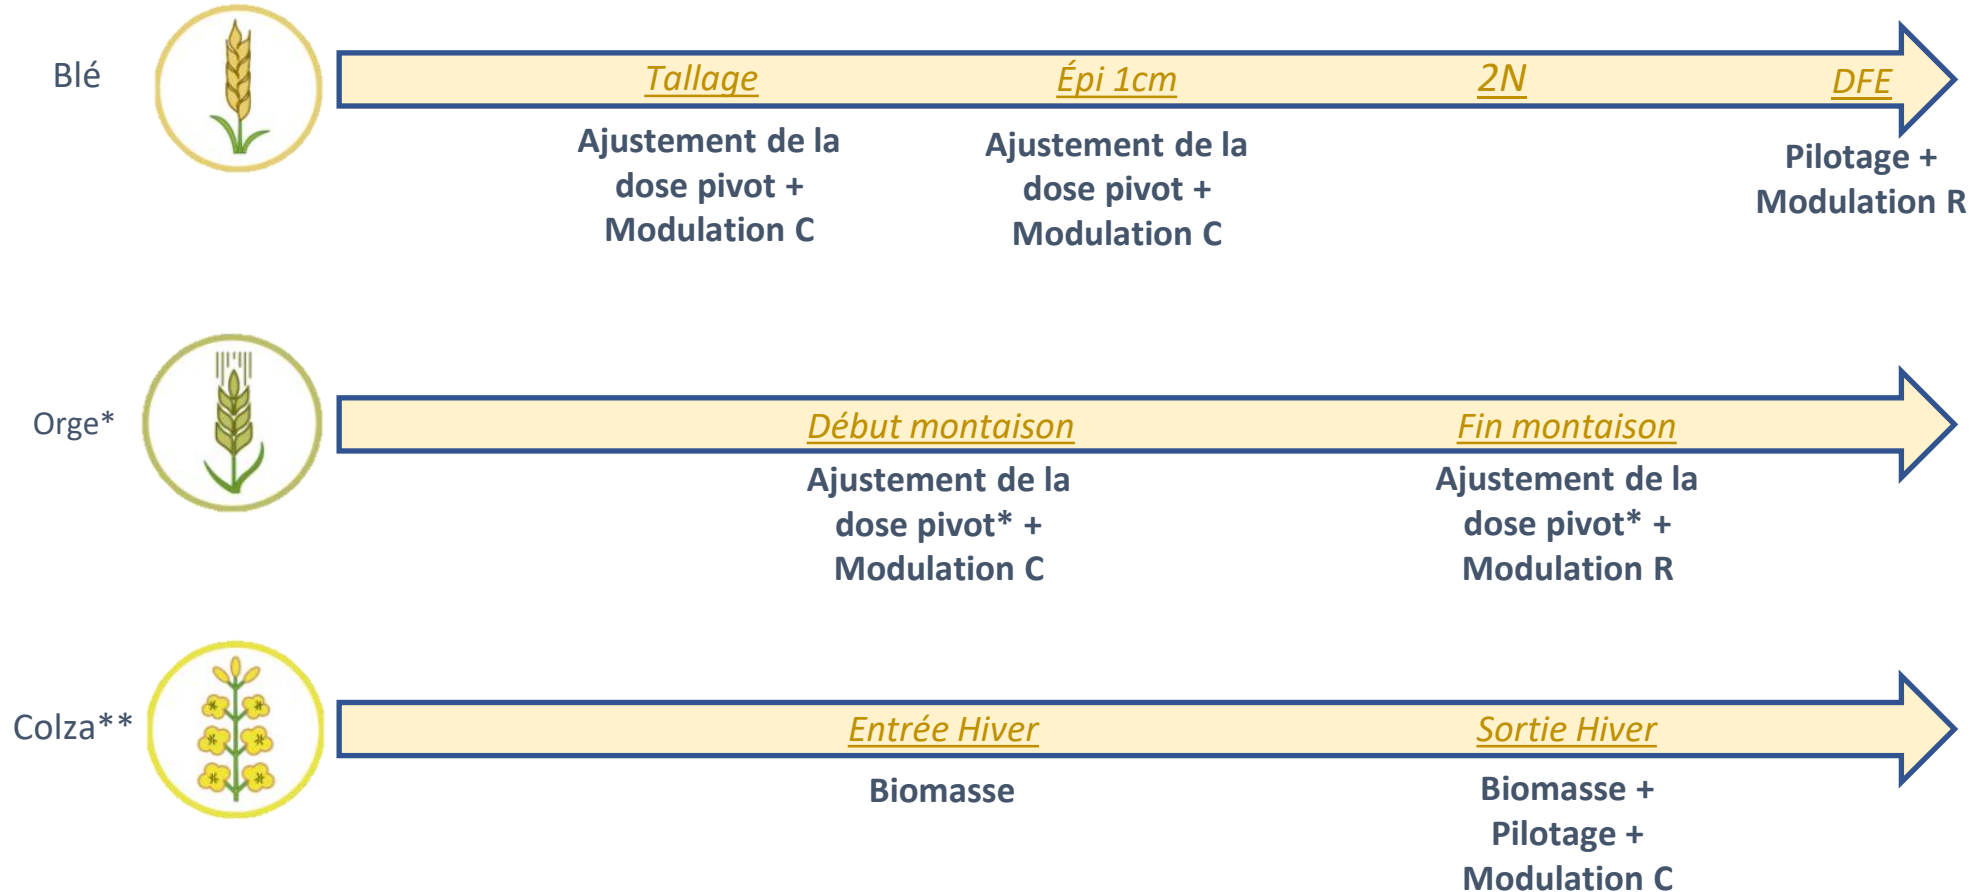 Blé
Tallage
Épi 1cm
2N
DFE
Ajustement de la
dose pivot +
Modulation C
Ajustement de la
dose pivot +
Modulation C
Pilotage +
Modulation R
Orge*
Début montaison
Fin montaison
Ajustement de la
dose pivot* +
Modulation C
Ajustement de la
dose pivot* +
Modulation R
Colza**
Entrée Hiver
Sortie Hiver
Biomasse
Biomasse +
Pilotage +
Modulation C